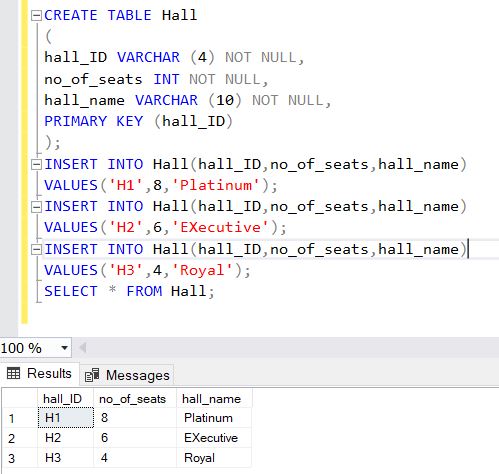 CREATE TABLE Hall
(
hall_ID VARCHAR (4) NOT NULL,
no_of_seats INT NOT NULL,
hall_name VARCHAR (10) NOT NULL,
PRIMARY KEY (hall_ID)
);
INSERT INTO Hall(hall_ID,no_of_seats,hall_name)
VALUES('H1',8,'Platinum');
INSERT INTO Hall(hall_ID,no_of_seats,hall_name)
VALUES('H2',6,'EXecutive');
INSERT INTO Hall(hall_ID,no_of_seats,hall_name)
VALUES('H3',4,'Royal');
SELECT * FROM Hall;
100 %
Results Messages
hall_ID no_of_seats hall_name
1 H1 8 Platinum
2 H2 6 EXecutive
3 H3 4 Royal